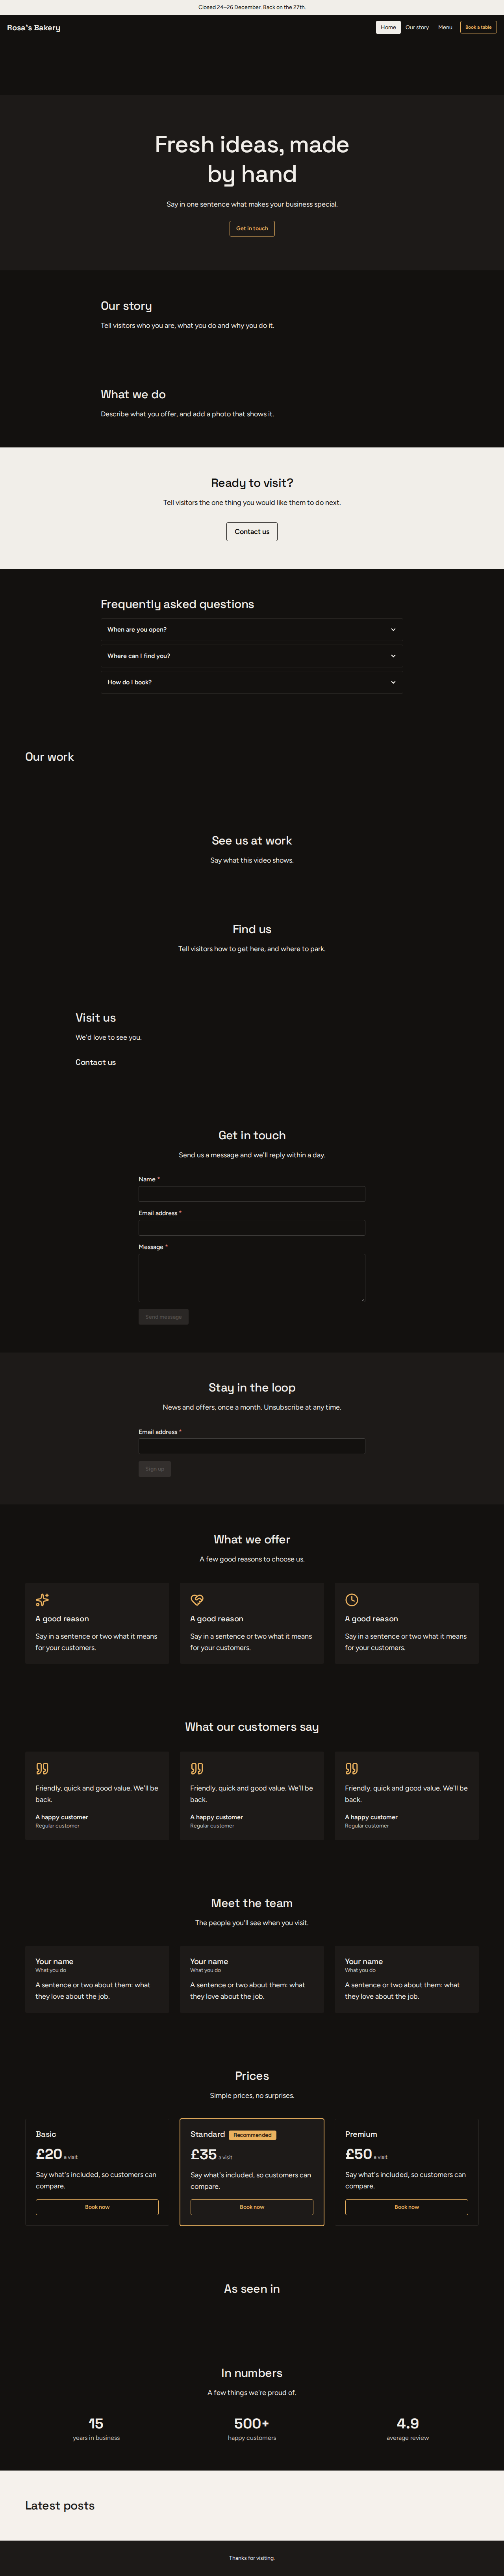 Closed 24–26 December. Back on the 27th.
Rosa's Bakery
Home
Our story
Menu
Book a table
Fresh ideas, made
by hand
Say in one sentence what makes your business special.
Get in touch
Our story
Tell visitors who you are, what you do and why you do it.
What we do
Describe what you offer, and add a photo that shows it.
Ready to visit?
Tell visitors the one thing you would like them to do next.
Contact us
Frequently asked questions
When are you open?
Where can I find you?
How do I book?
Our work
See us at work
Say what this video shows.
Find us
Tell visitors how to get here, and where to park.
Visit us
We'd love to see you.
Contact us
Get in touch
Send us a message and we'll reply within a day.
Name *
Email address *
Message *
Send message
Stay in the loop
News and offers, once a month. Unsubscribe at any time.
Email address *
Sign up
What we offer
A few good reasons to choose us.
A good reason
Say in a sentence or two what it means
for your customers.
A good reason
Say in a sentence or two what it means
for your customers.
A good reason
Say in a sentence or two what it means
for your customers.
What our customers say
Friendly, quick and good value. We'll be
back.
A happy customer
Regular customer
Friendly, quick and good value. We'll be
back.
A happy customer
Regular customer
Friendly, quick and good value. We'll be
back.
A happy customer
Regular customer
Meet the team
The people you'll see when you visit.
Your name
What you do
A sentence or two about them: what
they love about the job.
Your name
What you do
A sentence or two about them: what
they love about the job.
Your name
What you do
A sentence or two about them: what
they love about the job.
Prices
Simple prices, no surprises.
Basic
£20 a visit
Say what's included, so customers can
compare.
Book now
Standard Recommended
£35 a visit
Say what's included, so customers can
compare.
Book now
Premium
£50 a visit
Say what's included, so customers can
compare.
Book now
As seen in
In numbers
A few things we're proud of.
15
years in business
500+
happy customers
4.9
average review
Latest posts
Thanks for visiting.